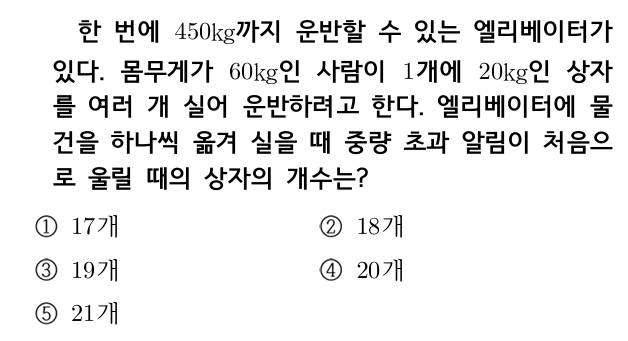 한 번에 450kg까지 운반할 수 있는 엘리베이터가
있다. 몸무게가 60kg인 사람이 1개에 20kg인 상자
를 여러 개 실어 운반하려고 한다. 엘리베이터에 물
건을 하나씩 옮겨 실을 때 중량 초과 알림이 처음으
로 울릴 때의 상자의 개수는?
① 17개 ② 18개
③ 19개 ④ 20개
⑤ 21개